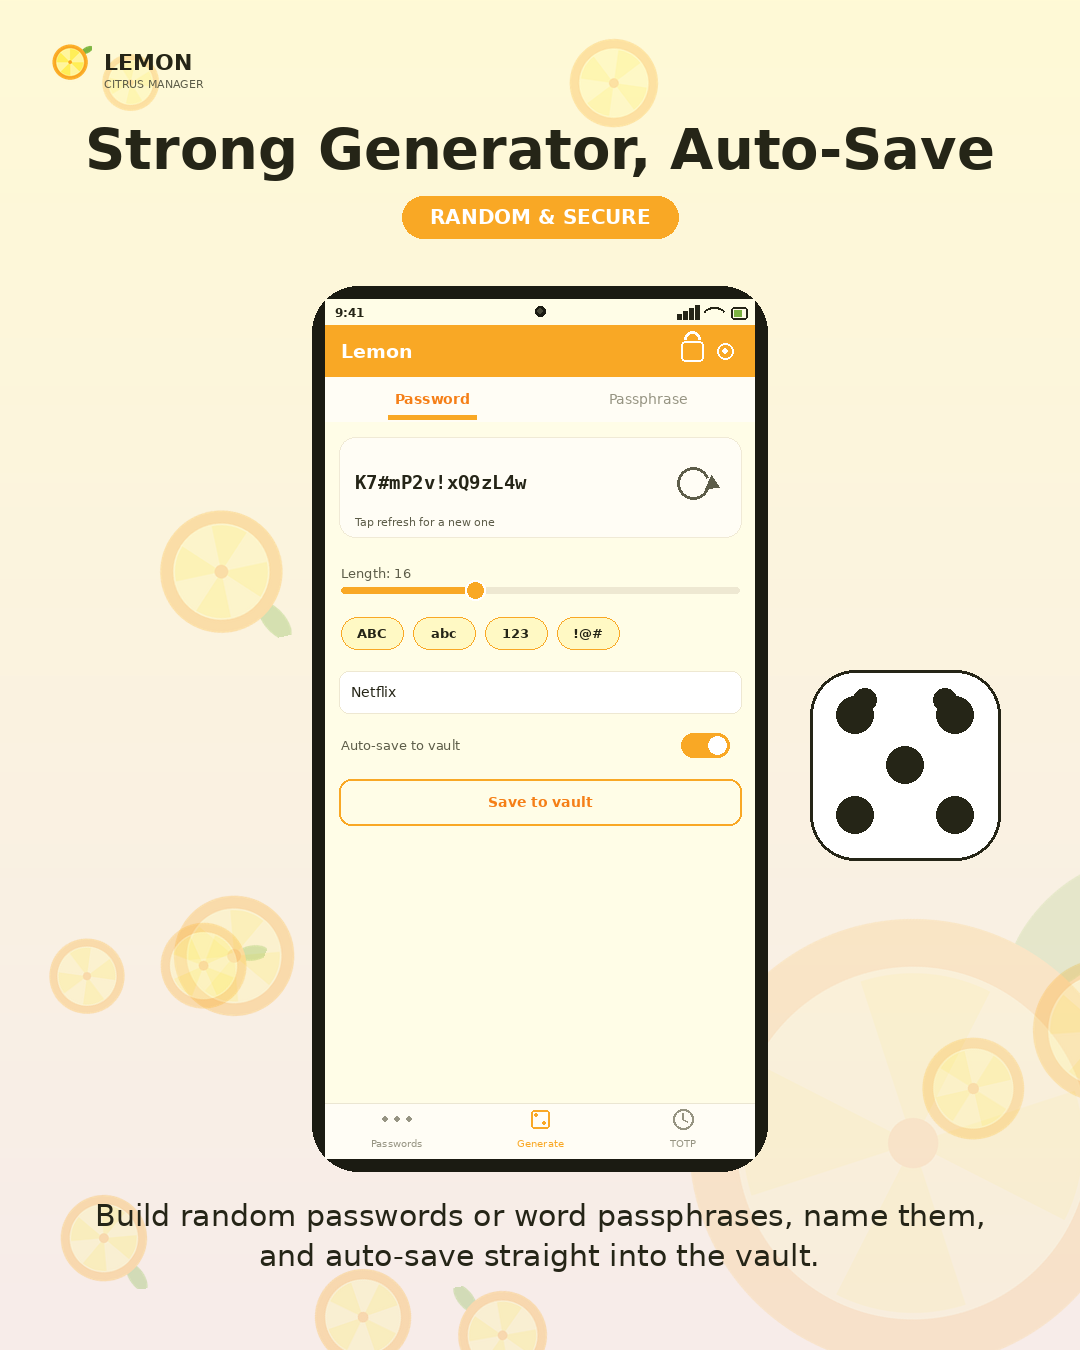 LEMON
CITRUS MANAGER
Strong Generator, Auto-Save
RANDOM & SECURE
9:41
Lemon
Password Passphrase
K7#mP2v!xQ9zL4w
Tap refresh for a new one
Length: 16
ABC abc 123 !@#
Netflix
Auto-save to vault
Save to vault
Passwords Generate TOTP
Build random passwords or word passphrases, name them,
and auto-save straight into the vault.